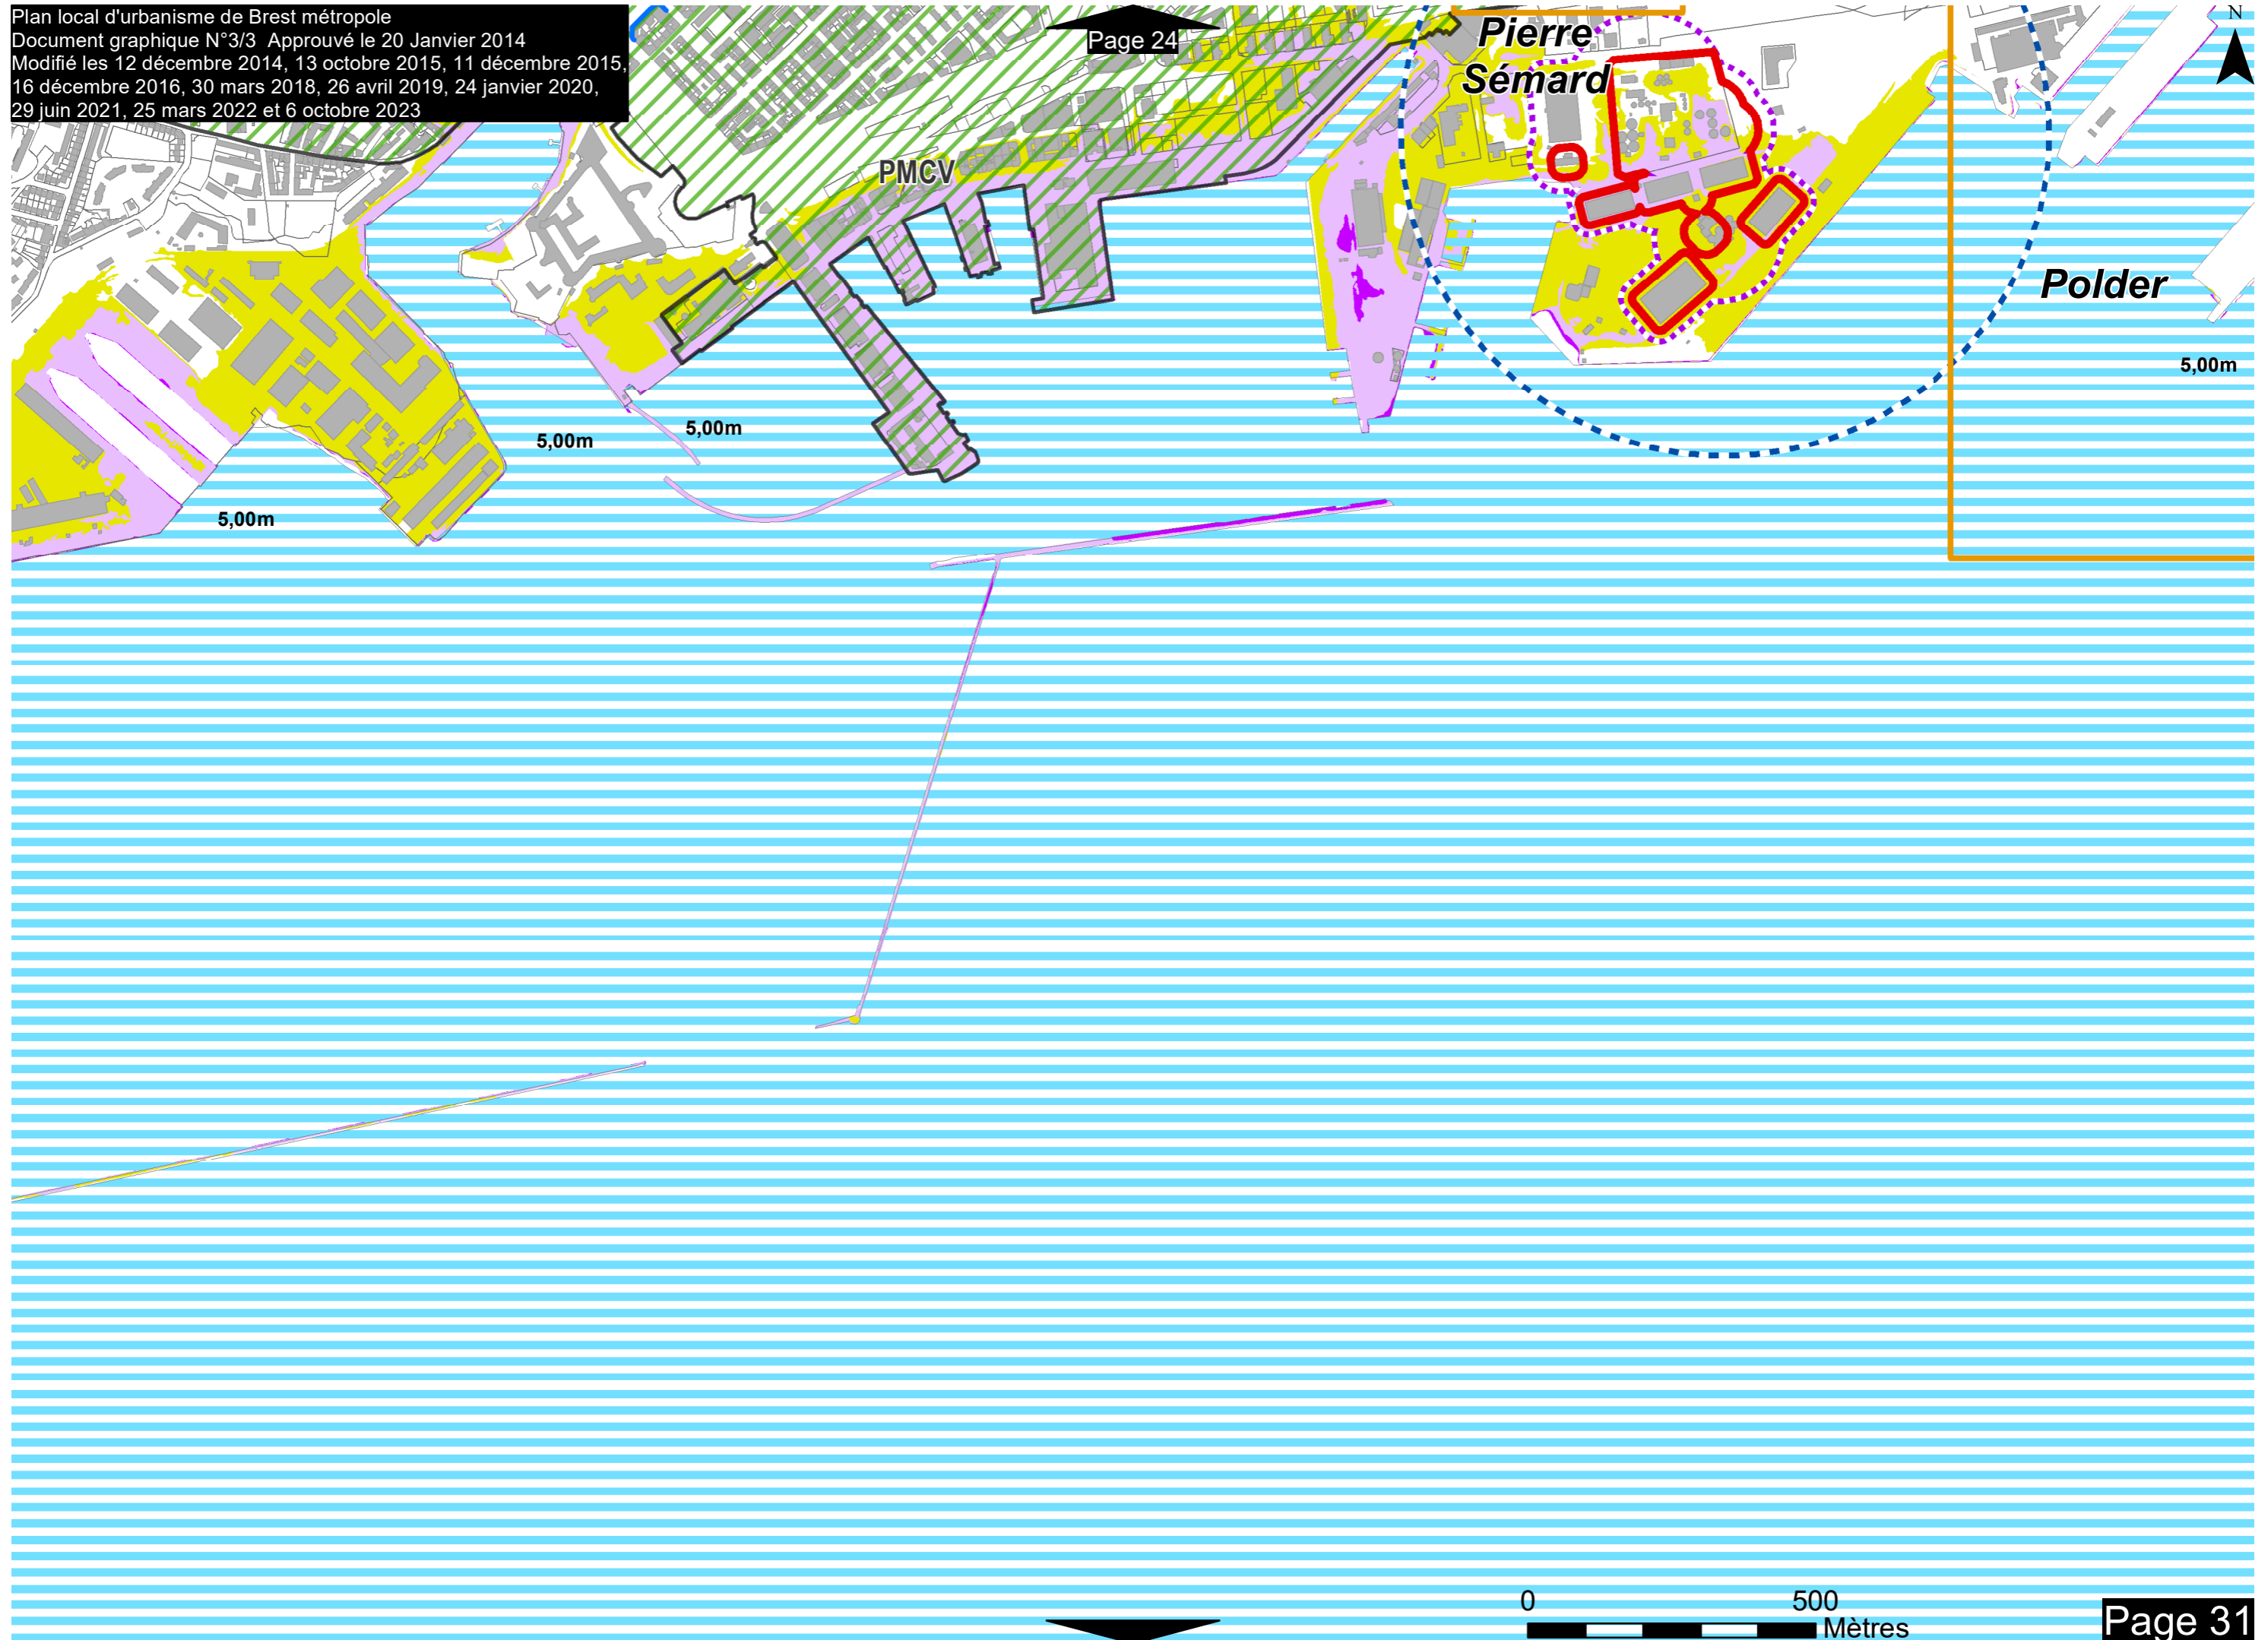 Plan local d'urbanisme de Brest métropole
Document graphique N°3/3 Approuvé le 20 Janvier 2014
Modifié les 12 décembre 2014, 13 octobre 2015, 11 décembre 2015,
16 décembre 2016, 30 mars 2018, 26 avril 2019, 24 janvier 2020,
29 juin 2021, 25 mars 2022 et 6 octobre 2023
Page 24
N
Pierre
Sémard
PMCV
Polder
5,00m
5,00m
5,00m
5,00m
0 500
Mètres
Page 31